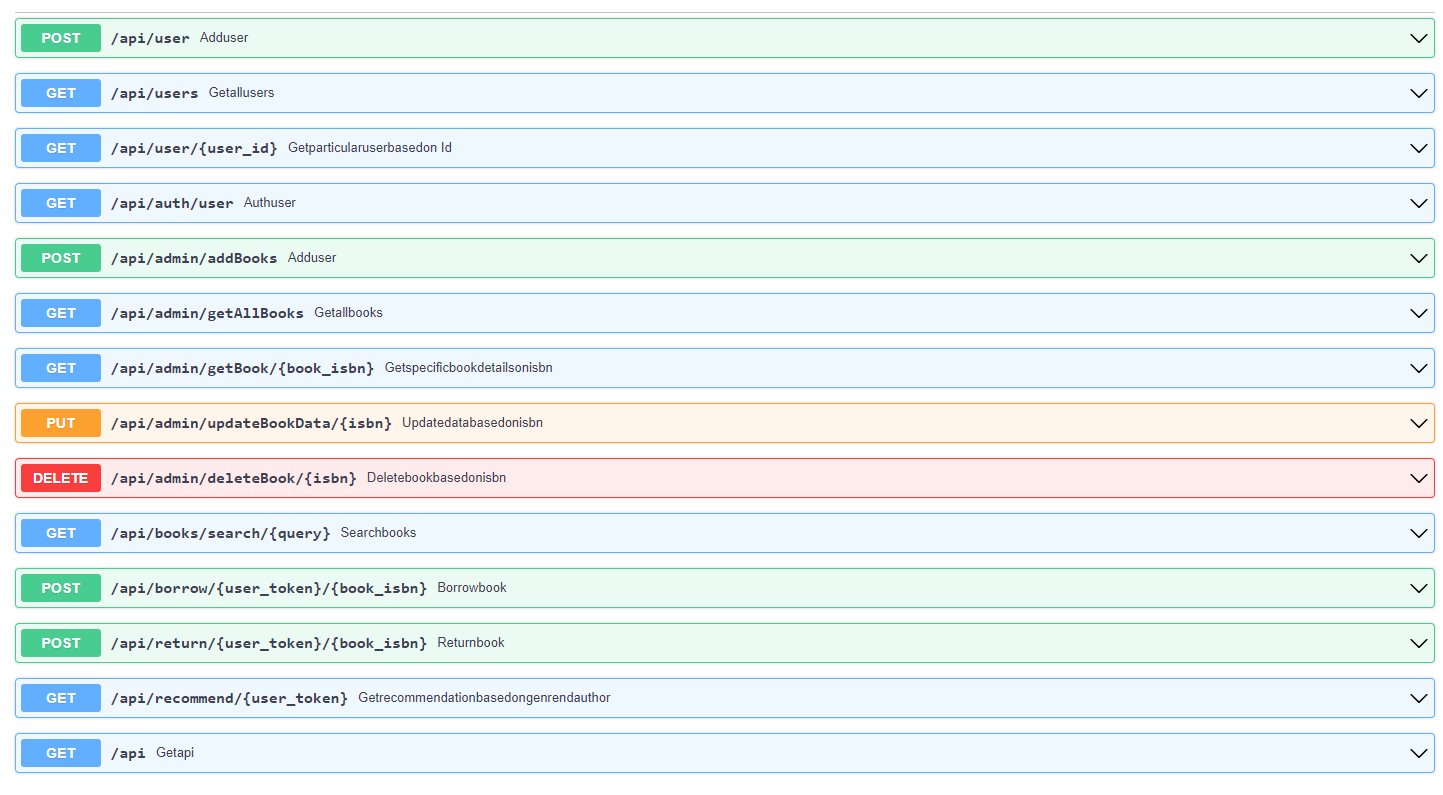 POST /api/user Adduser
GET /api/users Getallusers
GET /api/user/{user_id} Getparticularuserbasedon Id
GET /api/auth/user Authuser
POST /api/admin/addBooks Adduser
GET /api/admin/getAllBooks Getallbooks
GET /api/admin/getBook/{book_isbn} Getspecificbookdetailsonisbn
PUT /api/admin/updateBookData/{isbn} Updatedatabasedonisbn
DELETE /api/admin/deleteBook/{isbn} Deletebookbasedonisbn
GET /api/books/search/{query} Searchbooks
POST /api/borrow/{user_token}/{book_isbn} Borrowbook
POST /api/return/{user_token}/{book_isbn} Returnbook
GET /api/recommend/{user_token} Getrecommendationbasedongenrendauthor
GET /api Getapi